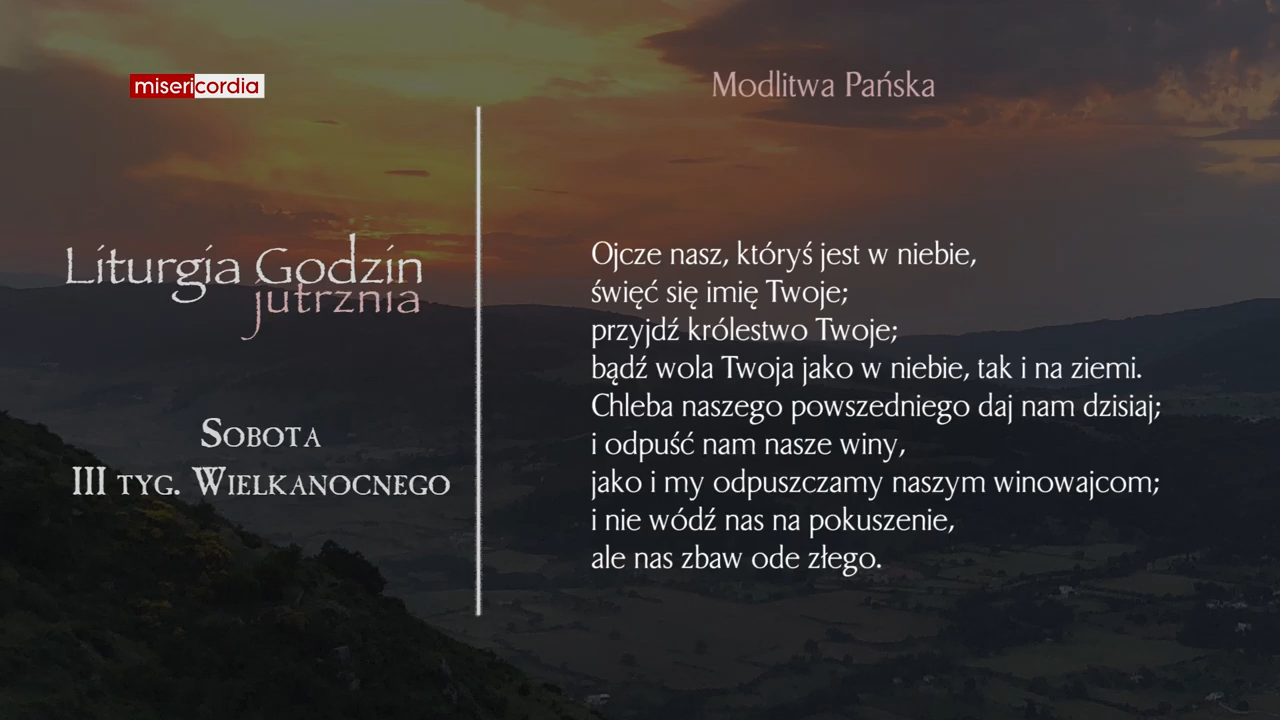 misericordia
Liturgia Godzin
jutrznia
Sobota
III tyg. Wielkanocnego
Modlitwa Pańska
Ojcze nasz, któryś jest w niebie,
święć się imię Twoje;
przyjdź królestwo Twoje;
bądź wola Twoja jako w niebie, tak i na ziemi.
Chleba naszego powszedniego daj nam dzisiaj;
i odpuść nam nasze winy,
jako i my odpuszczamy naszym winowajcom;
i nie wódź nas na pokuszenie,
ale nas zbaw ode złego.